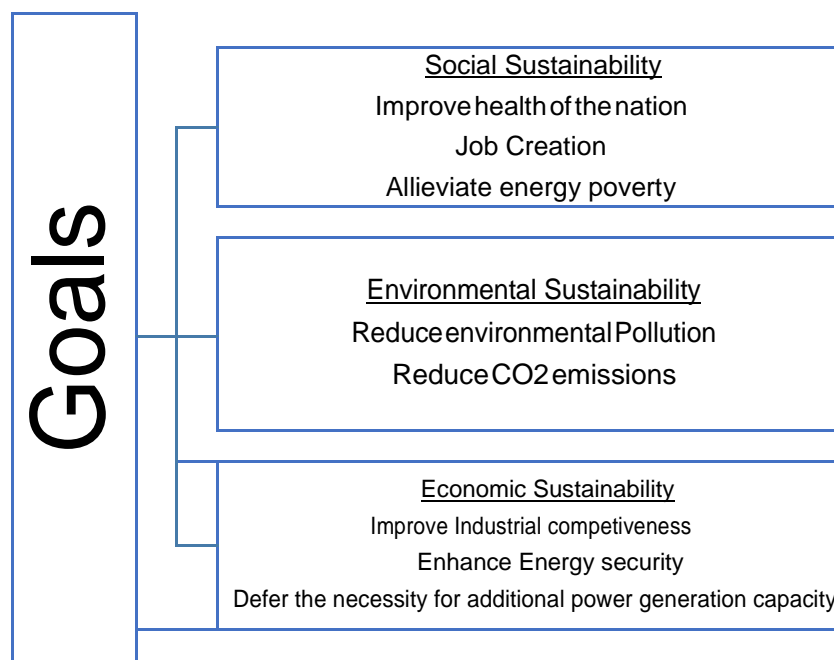 Goals
Social Sustainability
Improve health of the nation
Job Creation
Allieviate energy poverty
Environmental Sustainability
Reduce environmental Pollution
Reduce CO2 emissions
Economic Sustainability
Improve Industrial competiveness
Enhance Energy security
Defer the necessity for additional power generation capacity